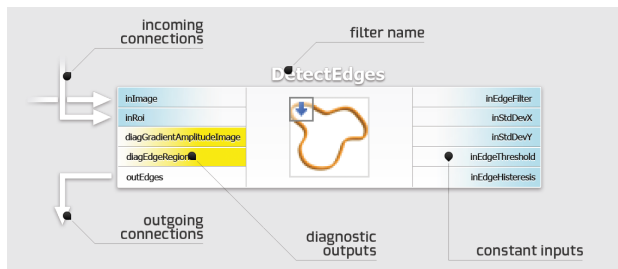 incoming
connections
filter name
DetectEdges
inImage
inRoi
diagGradientAmplitudeImage
diagEdgeRegion
outEdges
inEdgeFilter
inStdDevX
inStdDevY
inEdgeThreshold
inEdgeHisteresis
outgoing
connections
diagnostic
outputs
constant inputs